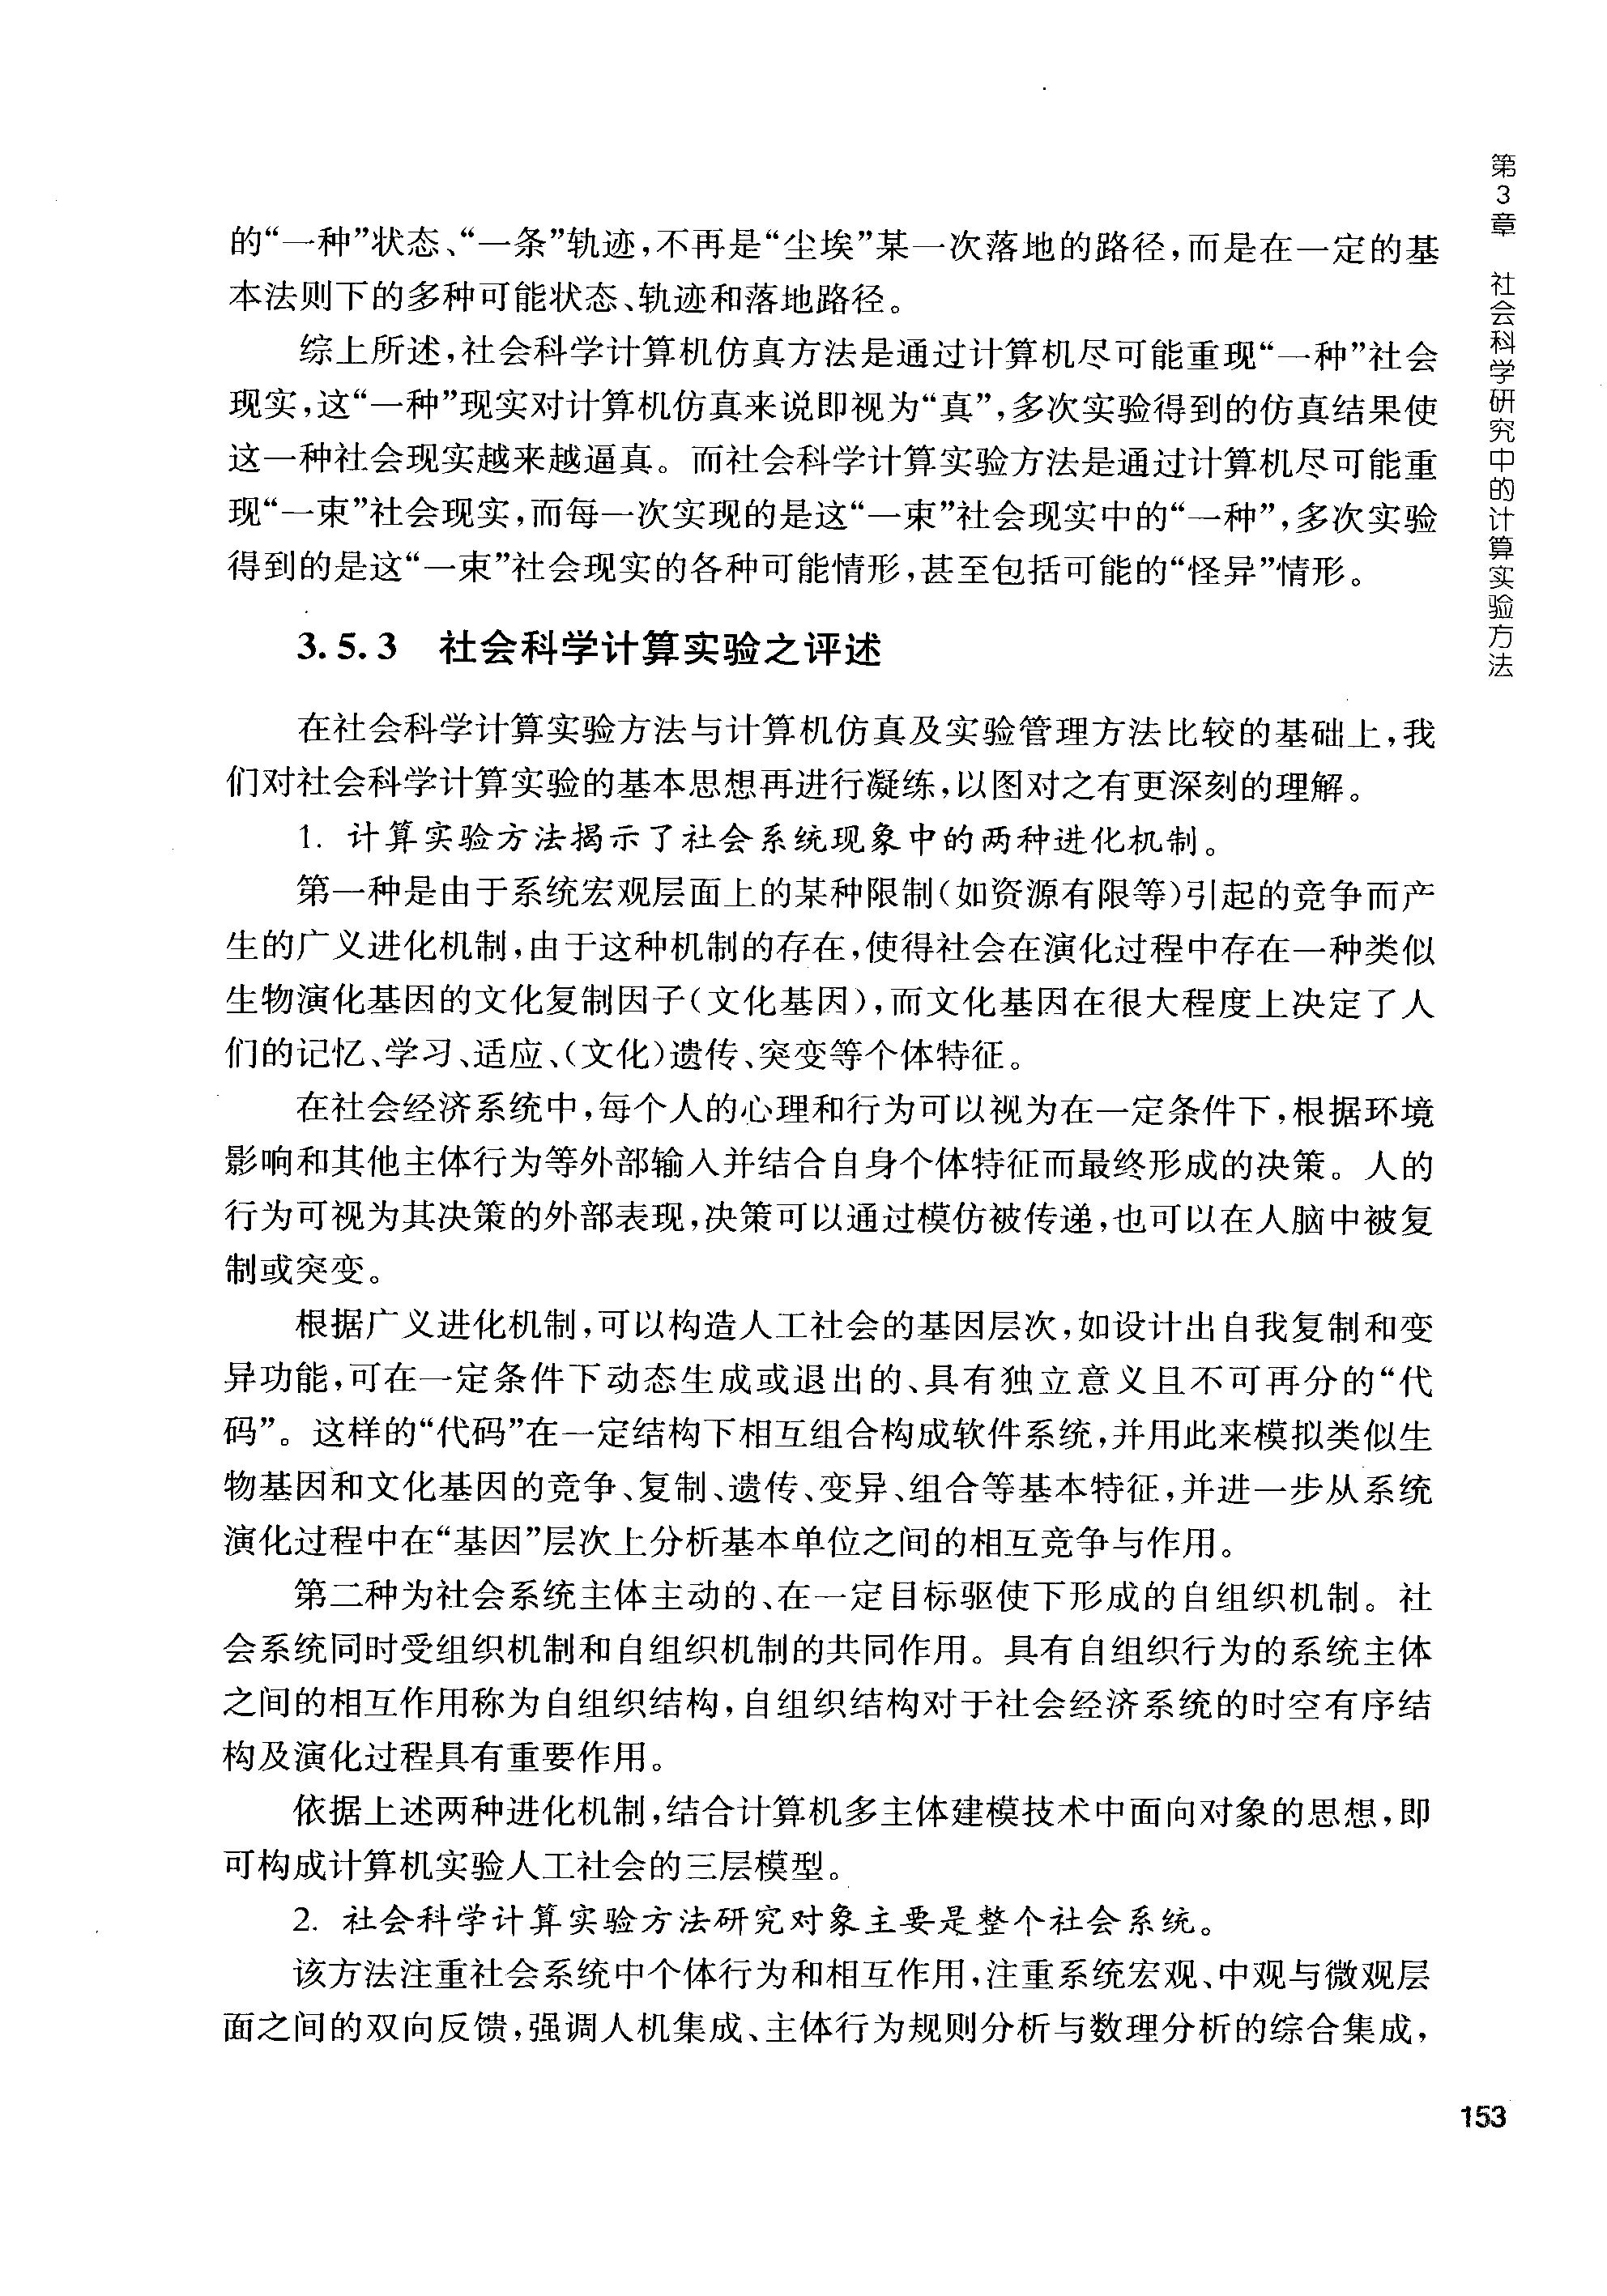 第3章 社会科学研究中的计算实验方法
的“一种”状态、“一条”轨迹,不再是“尘埃”某一次落地的路径,而是在一定的基
本法则下的多种可能状态、轨迹和落地路径。
综上所述,社会科学计算机仿真方法是通过计算机尽可能重现“一种”社会
现实,这“一种”现实对计算机仿真来说即视为“真”,多次实验得到的仿真结果使
这一种社会现实越来越逼真。而社会科学计算实验方法是通过计算机尽可能重
现“一束”社会现实,而每一次实现的是这“一束”社会现实中的“一种”,多次实验
得到的是这“一束”社会现实的各种可能情形,甚至包括可能的“怪异”情形。
3.5.3 社会科学计算实验之评述
在社会科学计算实验方法与计算机仿真及实验管理方法比较的基础上,我
们对社会科学计算实验的基本思想再进行凝练,以图对之有更深刻的理解。
1. 计算实验方法揭示了社会系统现象中的两种进化机制。
第一种是由于系统宏观层面上的某种限制(如资源有限等)引起的竞争而产
生的广义进化机制,由于这种机制的存在,使得社会在演化过程中存在一种类似
生物演化基因的文化复制因子(文化基因),而文化基因在很大程度上决定了人
们的记忆、学习、适应、(文化)遗传、突变等个体特征。
在社会经济系统中,每个人的心理和行为可以视为在一定条件下,根据环境
影响和其他主体行为等外部输入并结合自身个体特征而最终形成的决策。人的
行为可视为其决策的外部表现,决策可以通过模仿被传递,也可以在人脑中被复
制或突变。
根据广义进化机制,可以构造人工社会的基因层次,如设计出自我复制和变
异功能,可在一定条件下动态生成或退出的、具有独立意义且不可再分的“代
码”。这样的“代码”在一定结构下相互组合构成软件系统,并用此来模拟类似生
物基因和文化基因的竞争、复制、遗传、变异、组合等基本特征,并进一步从系统
演化过程中在“基因”层次上分析基本单位之间的相互竞争与作用。
第二种为社会系统主体主动的、在一定目标驱使下形成的自组织机制。社
会系统同时受组织机制和自组织机制的共同作用。具有自组织行为的系统主体
之间的相互作用称为自组织结构,自组织结构对于社会经济系统的时空有序结
构及演化过程具有重要作用。
依据上述两种进化机制,结合计算机多主体建模技术中面向对象的思想,即
可构成计算机实验人工社会的三层模型。
2. 社会科学计算实验方法研究对象主要是整个社会系统。
该方法注重社会系统中个体行为和相互作用,注重系统宏观、中观与微观层
面之间的双向反馈,强调人机集成、主体行为规则分析与数理分析的综合集成,
153